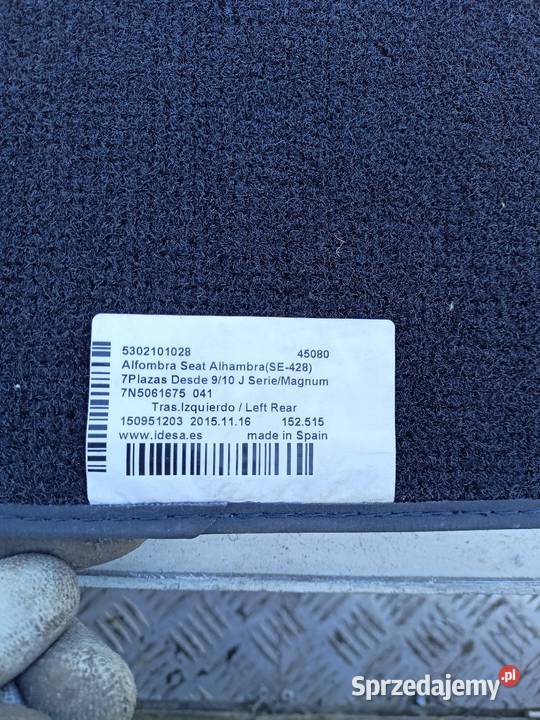 5302101028 45080
Alfombra Seat Alhambra(SE-428)
7Plazas Desde 9/10 J Serie/Magnum
7N5061675 041
Tras.Izquierdo / Left Rear
150951203 2015.11.16 152.515
www.idesa.es made in Spain
Sprzedajemy.pl